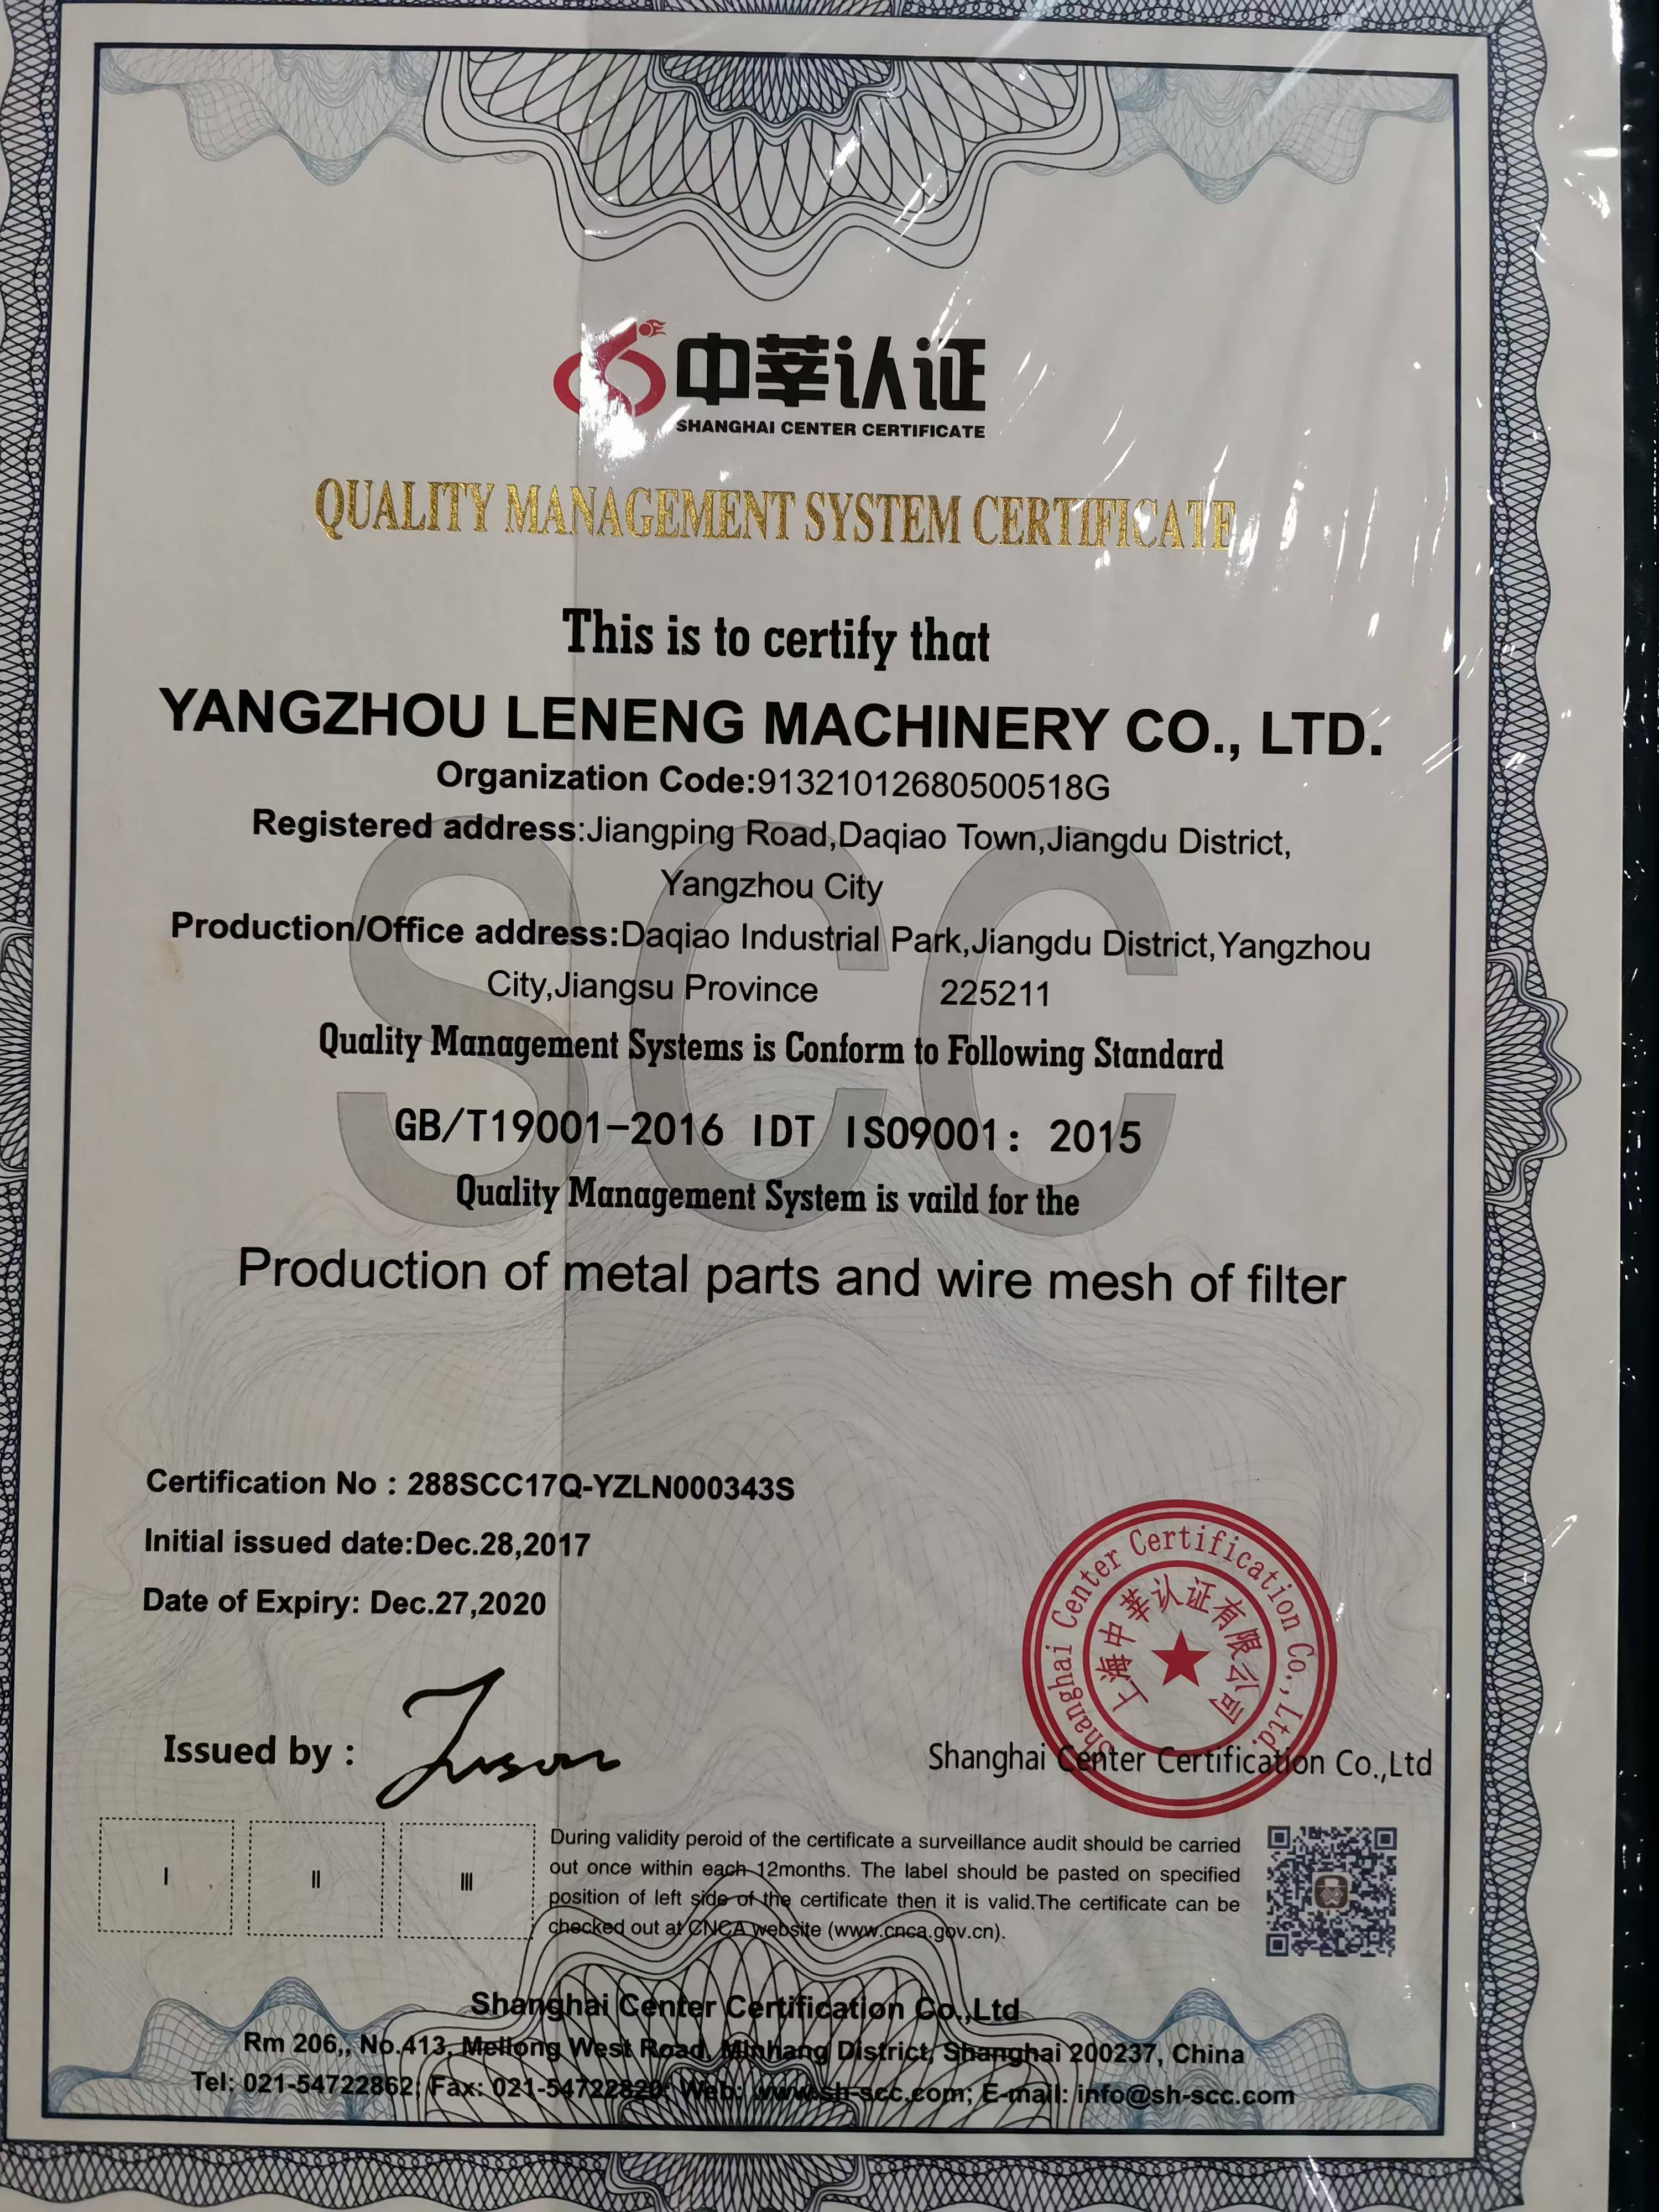 中莘认证
SHANGHAI CENTER CERTIFICATE
QUALITY MANAGEMENT SYSTEM CERTIFICATE
This is to certify that
YANGZHOU LENENG MACHINERY CO., LTD.
Organization Code:91321012680500518G
Registered address:Jiangping Road,Daqiao Town,Jiangdu District,
Yangzhou City
Production/Office address:Daqiao Industrial Park,Jiangdu District,Yangzhou
City,Jiangsu Province 225211
SCC
Quality Management Systems is Conform to Following Standard
GB/T19001-2016 IDT ISO9001: 2015
Quality Management System is vaild for the
Production of metal parts and wire mesh of filter
Certification No : 288SCC17Q-YZLN000343S
Initial issued date:Dec.28,2017
Date of Expiry: Dec.27,2020
Shanghai Center Certification Co.,Ltd.
上海中莘认证有限公司
Issued by :
Shanghai Center Certification Co.,Ltd
I II III
During validity peroid of the certificate a surveillance audit should be carried
out once within each 12months. The label should be pasted on specified
position of left side of the certificate then it is valid.The certificate can be
checked out at CNCA website (www.cnca.gov.cn).
Shanghai Center Certification Co.,Ltd
Rm 206,, No.413, Meilong West Road, Minhang District, Shanghai 200237, China
Tel: 021-54722862; Fax: 021-54722820; Web: www.sh-scc.com; E-mail: info@sh-scc.com